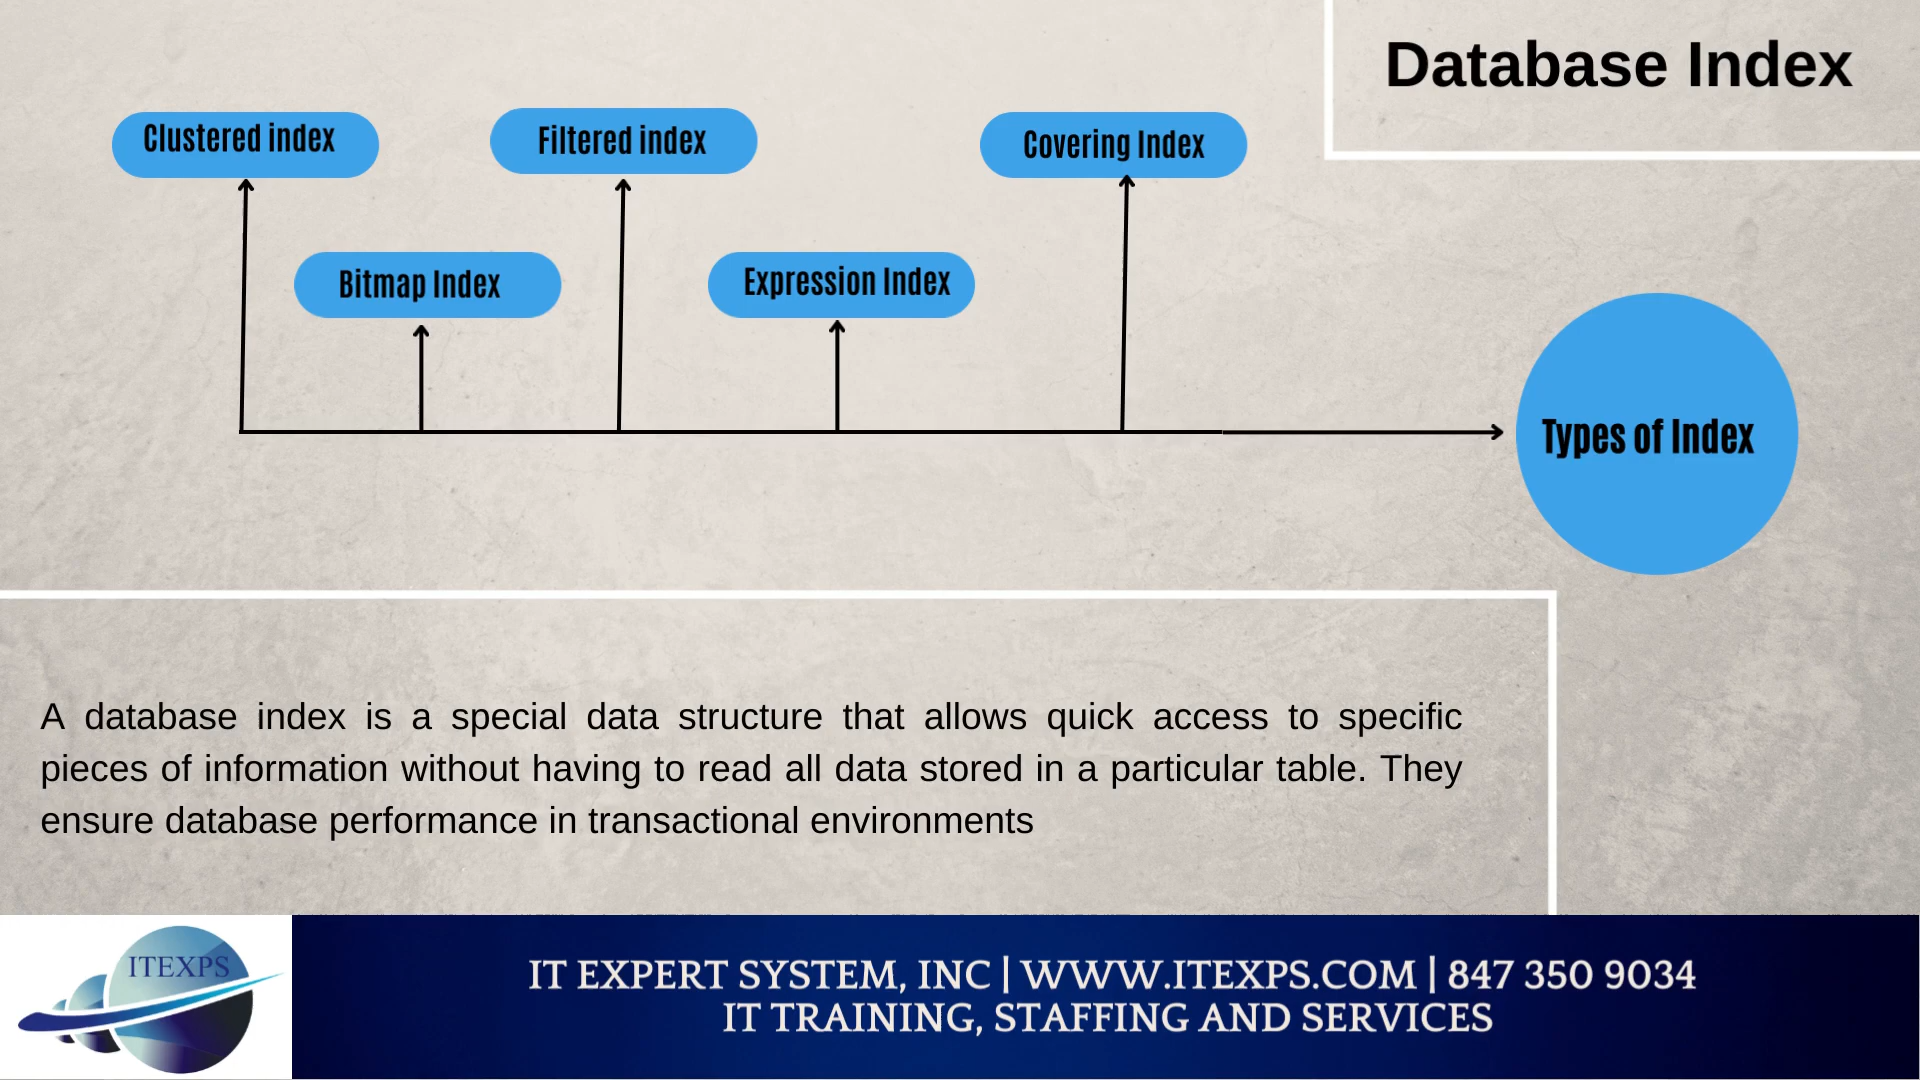 Database Index
Clustered index
Filtered index
Covering Index
Bitmap Index
Expression Index
Types of Index
A database index is a special data structure that allows quick access to specific
pieces of information without having to read all data stored in a particular table. They
ensure database performance in transactional environments
ITEXPS
IT EXPERT SYSTEM, INC | WWW.ITEXPS.COM | 847 350 9034
IT TRAINING, STAFFING AND SERVICES